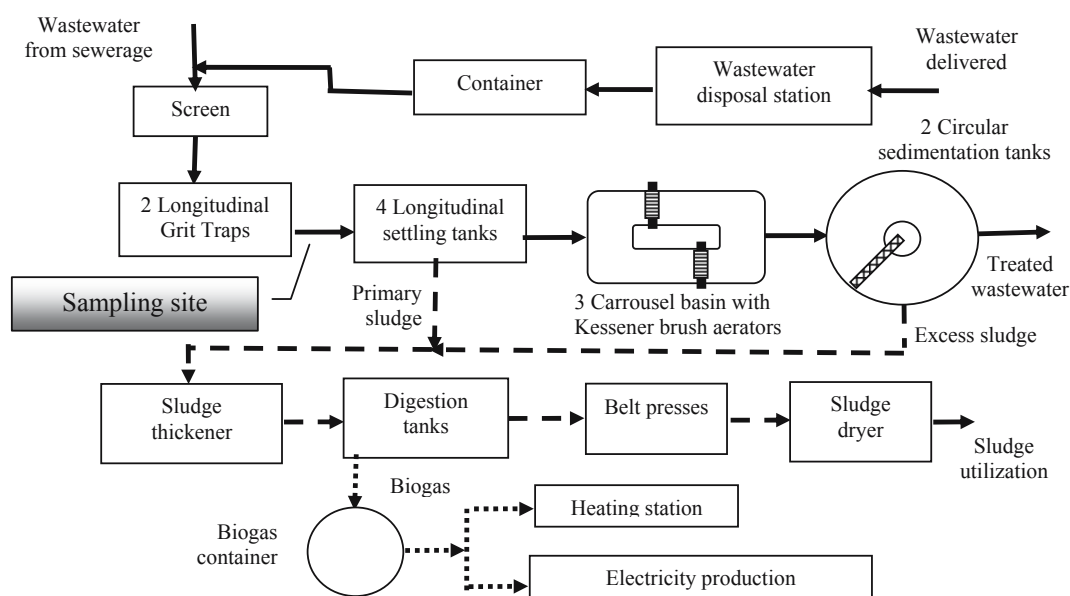 Wastewater
from sewerage
Container
Wastewater
disposal station
Wastewater
delivered
Screen
2 Circular
sedimentation tanks
2 Longitudinal
Grit Traps
4 Longitudinal
settling tanks
Sampling site
Primary
sludge
3 Carrousel basin with
Kessener brush aerators
Treated
wastewater
Excess sludge
Sludge
thickener
Digestion
tanks
Belt presses
Sludge
dryer
Sludge
utilization
Biogas
Biogas
container
Heating station
Electricity production